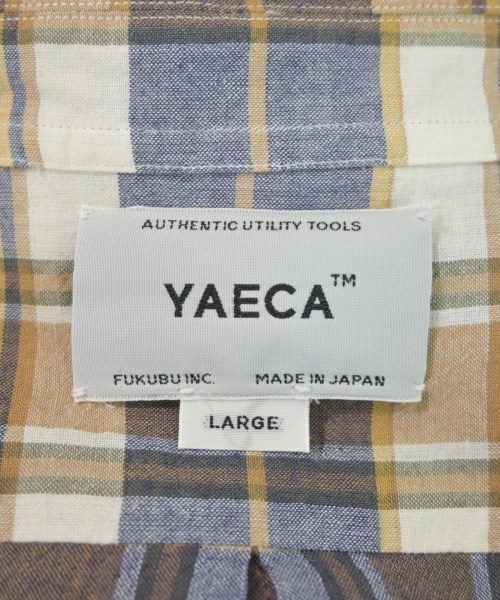 AUTHENTIC UTILITY TOOLS
YAECA™
FUKUBU INC. MADE IN JAPAN
LARGE